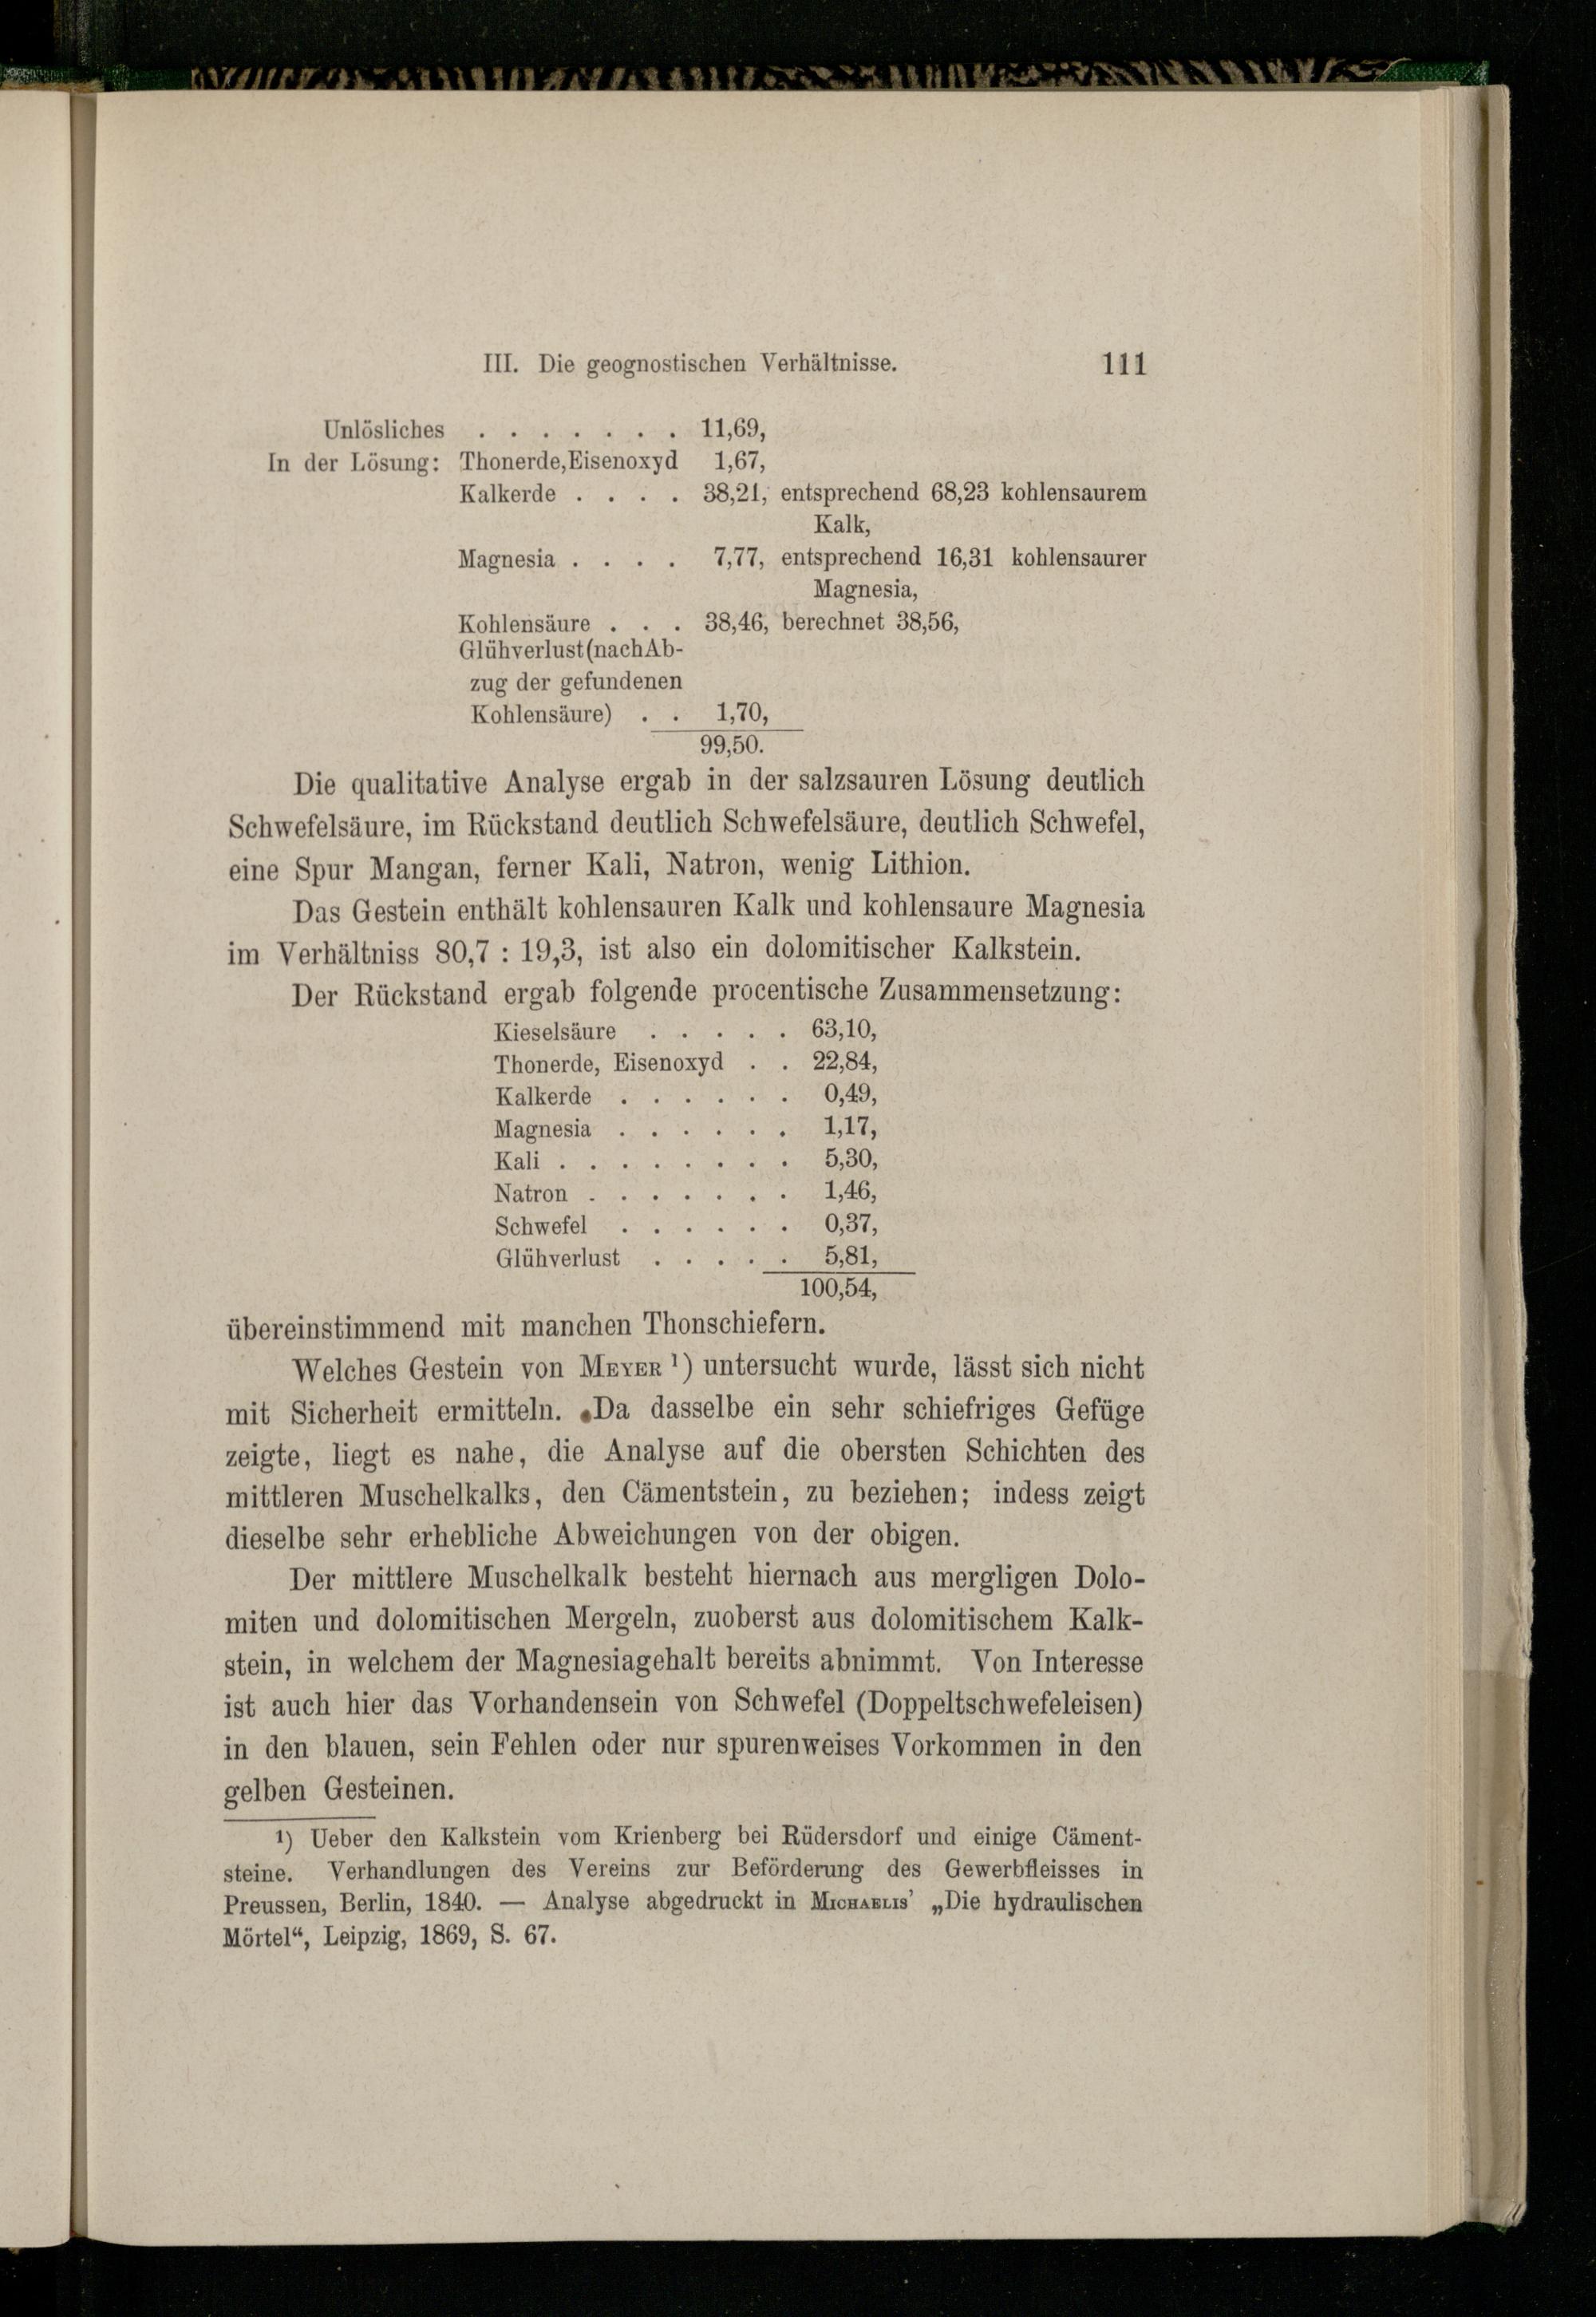 III. Die geognostischen Verhältnisse. 111
Unlösliches . . . . . . . 11,69,
In der Lösung: Thonerde,Eisenoxyd 1,67,
Kalkerde . . . . 38,21, entsprechend 68,23 kohlensaurem
Kalk,
Magnesia . . . . 7,77, entsprechend 16,31 kohlensaurer
Magnesia,
Kohlensäure . . . 38,46, berechnet 38,56,
Glühverlust(nachAb-
zug der gefundenen
Kohlensäure) . . 1,70,
99,50.
Die qualitative Analyse ergab in der salzsauren Lösung deutlich
Schwefelsäure, im Rückstand deutlich Schwefelsäure, deutlich Schwefel,
eine Spur Mangan, ferner Kali, Natron, wenig Lithion.
Das Gestein enthält kohlensauren Kalk und kohlensaure Magnesia
im Verhältniss 80,7 : 19,3, ist also ein dolomitischer Kalkstein.
Der Rückstand ergab folgende procentische Zusammensetzung:
Kieselsäure . . . . . 63,10,
Thonerde, Eisenoxyd . . 22,84,
Kalkerde . . . . . . 0,49,
Magnesia . . . . . . 1,17,
Kali . . . . . . . . 5,30,
Natron . . . . . . . 1,46,
Schwefel . . . . . . 0,37,
Glühverlust . . . . . 5,81,
100,54,
übereinstimmend mit manchen Thonschiefern.
Welches Gestein von MEYER ¹) untersucht wurde, lässt sich nicht
mit Sicherheit ermitteln. Da dasselbe ein sehr schiefriges Gefüge
zeigte, liegt es nahe, die Analyse auf die obersten Schichten des
mittleren Muschelkalks, den Cämentstein, zu beziehen; indess zeigt
dieselbe sehr erhebliche Abweichungen von der obigen.
Der mittlere Muschelkalk besteht hiernach aus mergligen Dolo-
miten und dolomitischen Mergeln, zuoberst aus dolomitischem Kalk-
stein, in welchem der Magnesiagehalt bereits abnimmt. Von Interesse
ist auch hier das Vorhandensein von Schwefel (Doppeltschwefeleisen)
in den blauen, sein Fehlen oder nur spurenweises Vorkommen in den
gelben Gesteinen.
¹) Ueber den Kalkstein vom Krienberg bei Rüdersdorf und einige Cäment-
steine. Verhandlungen des Vereins zur Beförderung des Gewerbfleisses in
Preussen, Berlin, 1840. — Analyse abgedruckt in MICHAELIS' „Die hydraulischen
Mörtel“, Leipzig, 1869, S. 67.